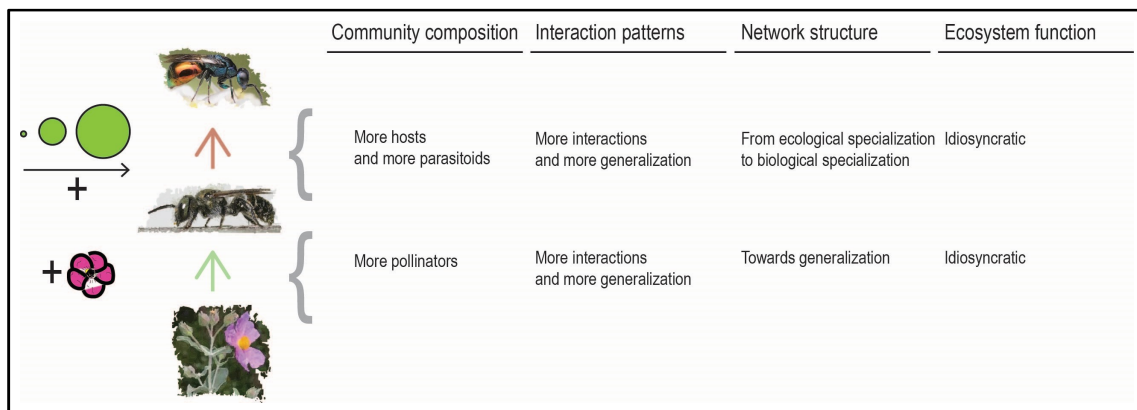 Community composition Interaction patterns Network structure Ecosystem function
More hosts
and more parasitoids
More interactions
and more generalization
From ecological specialization
to biological specialization
Idiosyncratic
+
+
More pollinators
More interactions
and more generalization
Towards generalization
Idiosyncratic